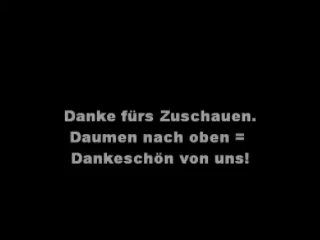 Danke fürs Zuschauen.
Daumen nach oben =
Dankeschön von uns!